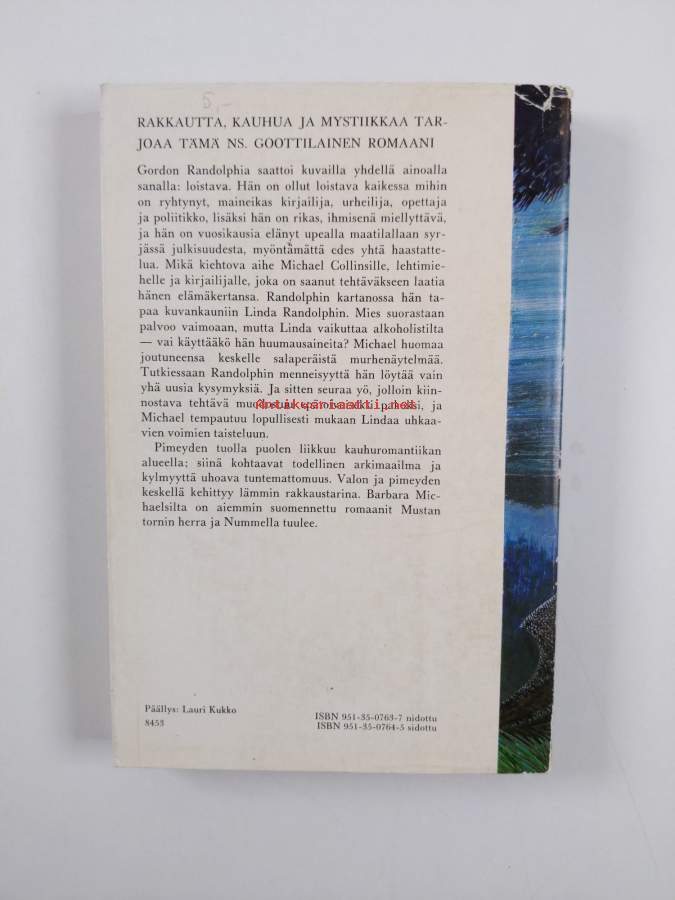 5,-
RAKKAUTTA, KAUHUA JA MYSTIIKKAA TAR-
JOAA TÄMÄ NS. GOOTTILAINEN ROMAANI
Gordon Randolphia saattoi kuvailla yhdellä ainoalla
sanalla: loistava. Hän on ollut loistava kaikessa mihin
on ryhtynyt, maineikas kirjailija, urheilija, opettaja
ja poliitikko, lisäksi hän on rikas, ihmisenä miellyttävä,
ja hän on vuosikausia elänyt upealla maatilallaan syr-
jässä julkisuudesta, myöntämättä edes yhtä haastatte-
lua. Mikä kiehtova aihe Michael Collinsille, lehtimie-
helle ja kirjailijalle, joka on saanut tehtäväkseen laatia
hänen elämäkertansa. Randolphin kartanossa hän ta-
paa kuvankauniin Linda Randolphin. Mies suorastaan
palvoo vaimoaan, mutta Linda vaikuttaa alkoholistilta
— vai käyttääkö hän huumausaineita? Michael huomaa
joutuneensa keskelle salaperäistä murhenäytelmää.
Tutkiessaan Randolphin menneisyyttä hän löytää vain
yhä uusia kysymyksiä. Ja sitten seuraa yö, jolloin kiin-
nostava tehtävä muuttuu, ja
Antikvariaatti.net
Michael tempautuu lopullisesti mukaan Lindaa uhkaa-
vien voimien taisteluun.
Pimeyden tuolla puolen liikkuu kauhuromantiikan
alueella; siinä kohtaavat todellinen arkimaailma ja
kylmyyttä uhoava tuntemattomuus. Valon ja pimeyden
keskellä kehittyy lämmin rakkaustarina. Barbara Mic-
haelsilta on aiemmin suomennettu romaanit Mustan
tornin herra ja Nummella tuulee.
Päällys: Lauri Kukko
8453
ISBN 951-35-0763-7 nidottu
ISBN 951-35-0764-5 sidottu